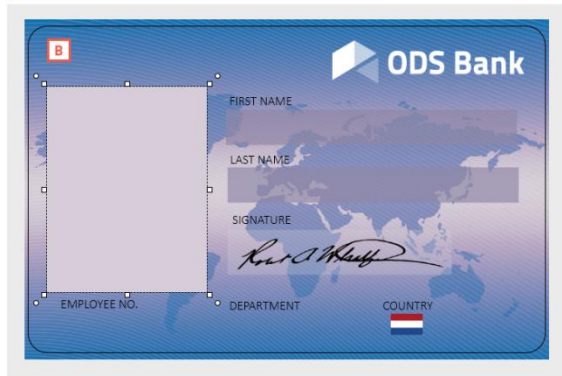 B
ODS Bank
FIRST NAME
LAST NAME
SIGNATURE
EMPLOYEE NO.
DEPARTMENT
COUNTRY